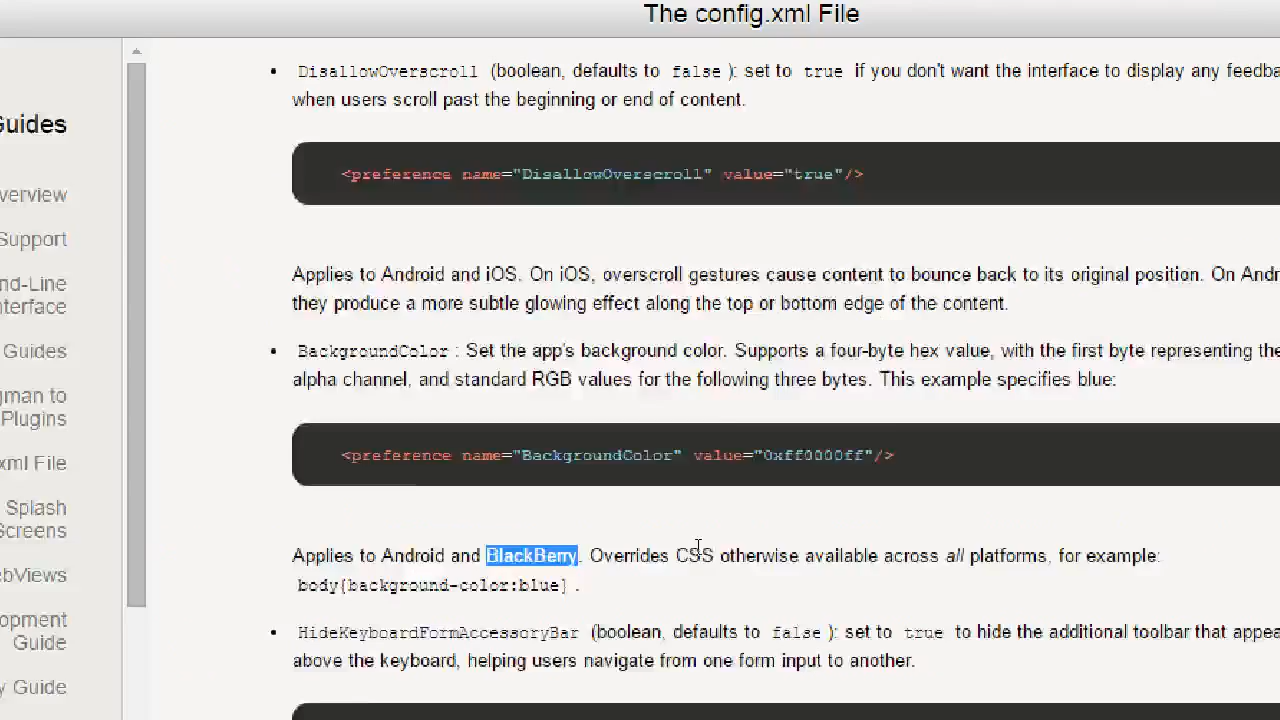 The config.xml File
Guides
verview
Support
nd-Line
nterface
Guides
gman to
Plugins
xml File
Splash
Screens
ebViews
opment
Guide
y Guide
DisallowOverscroll (boolean, defaults to false ): set to true if you don't want the interface to display any feedba
when users scroll past the beginning or end of content.
<preference name="DisallowOverscroll" value="true"/>
Applies to Android and iOS. On iOS, overscroll gestures cause content to bounce back to its original position. On Andr
they produce a more subtle glowing effect along the top or bottom edge of the content.
BackgroundColor : Set the app's background color. Supports a four-byte hex value, with the first byte representing the
alpha channel, and standard RGB values for the following three bytes. This example specifies blue:
<preference name="BackgroundColor" value="0xff0000ff"/>
Applies to Android and BlackBerry. Overrides CSS otherwise available across all platforms, for example:
body{background-color:blue} .
HideKeyboardFormAccessoryBar (boolean, defaults to false ): set to true to hide the additional toolbar that appea
above the keyboard, helping users navigate from one form input to another.